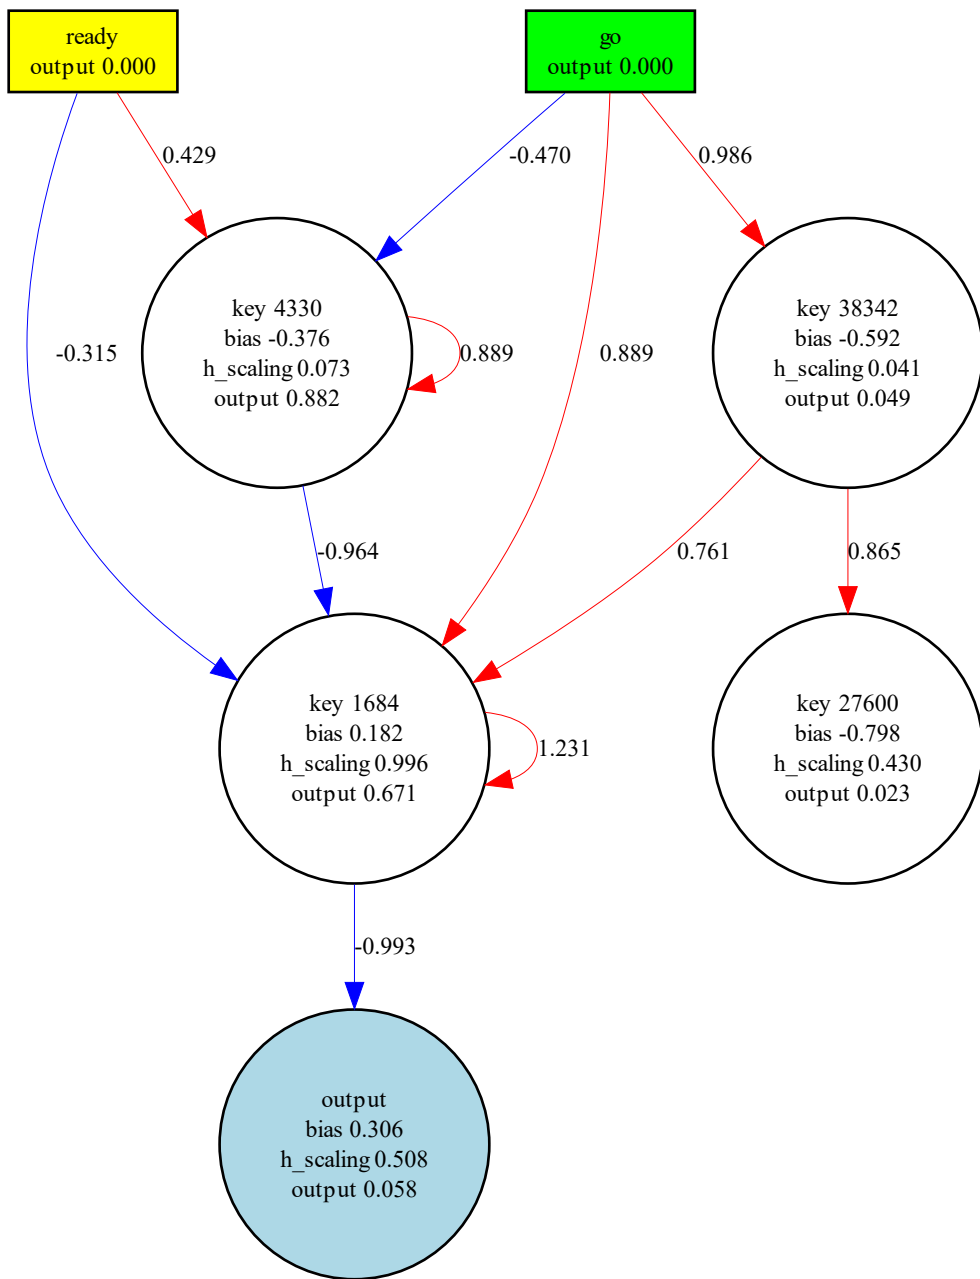 ready
output 0.000
go
output 0.000
0.429
-0.470
0.986
key 4330
bias -0.376
h_scaling 0.073
output 0.882
key 38342
bias -0.592
h_scaling 0.041
output 0.049
-0.315
0.889
0.889
-0.964
0.761
0.865
key 1684
bias 0.182
h_scaling 0.996
output 0.671
1.231
key 27600
bias -0.798
h_scaling 0.430
output 0.023
-0.993
output
bias 0.306
h_scaling 0.508
output 0.058